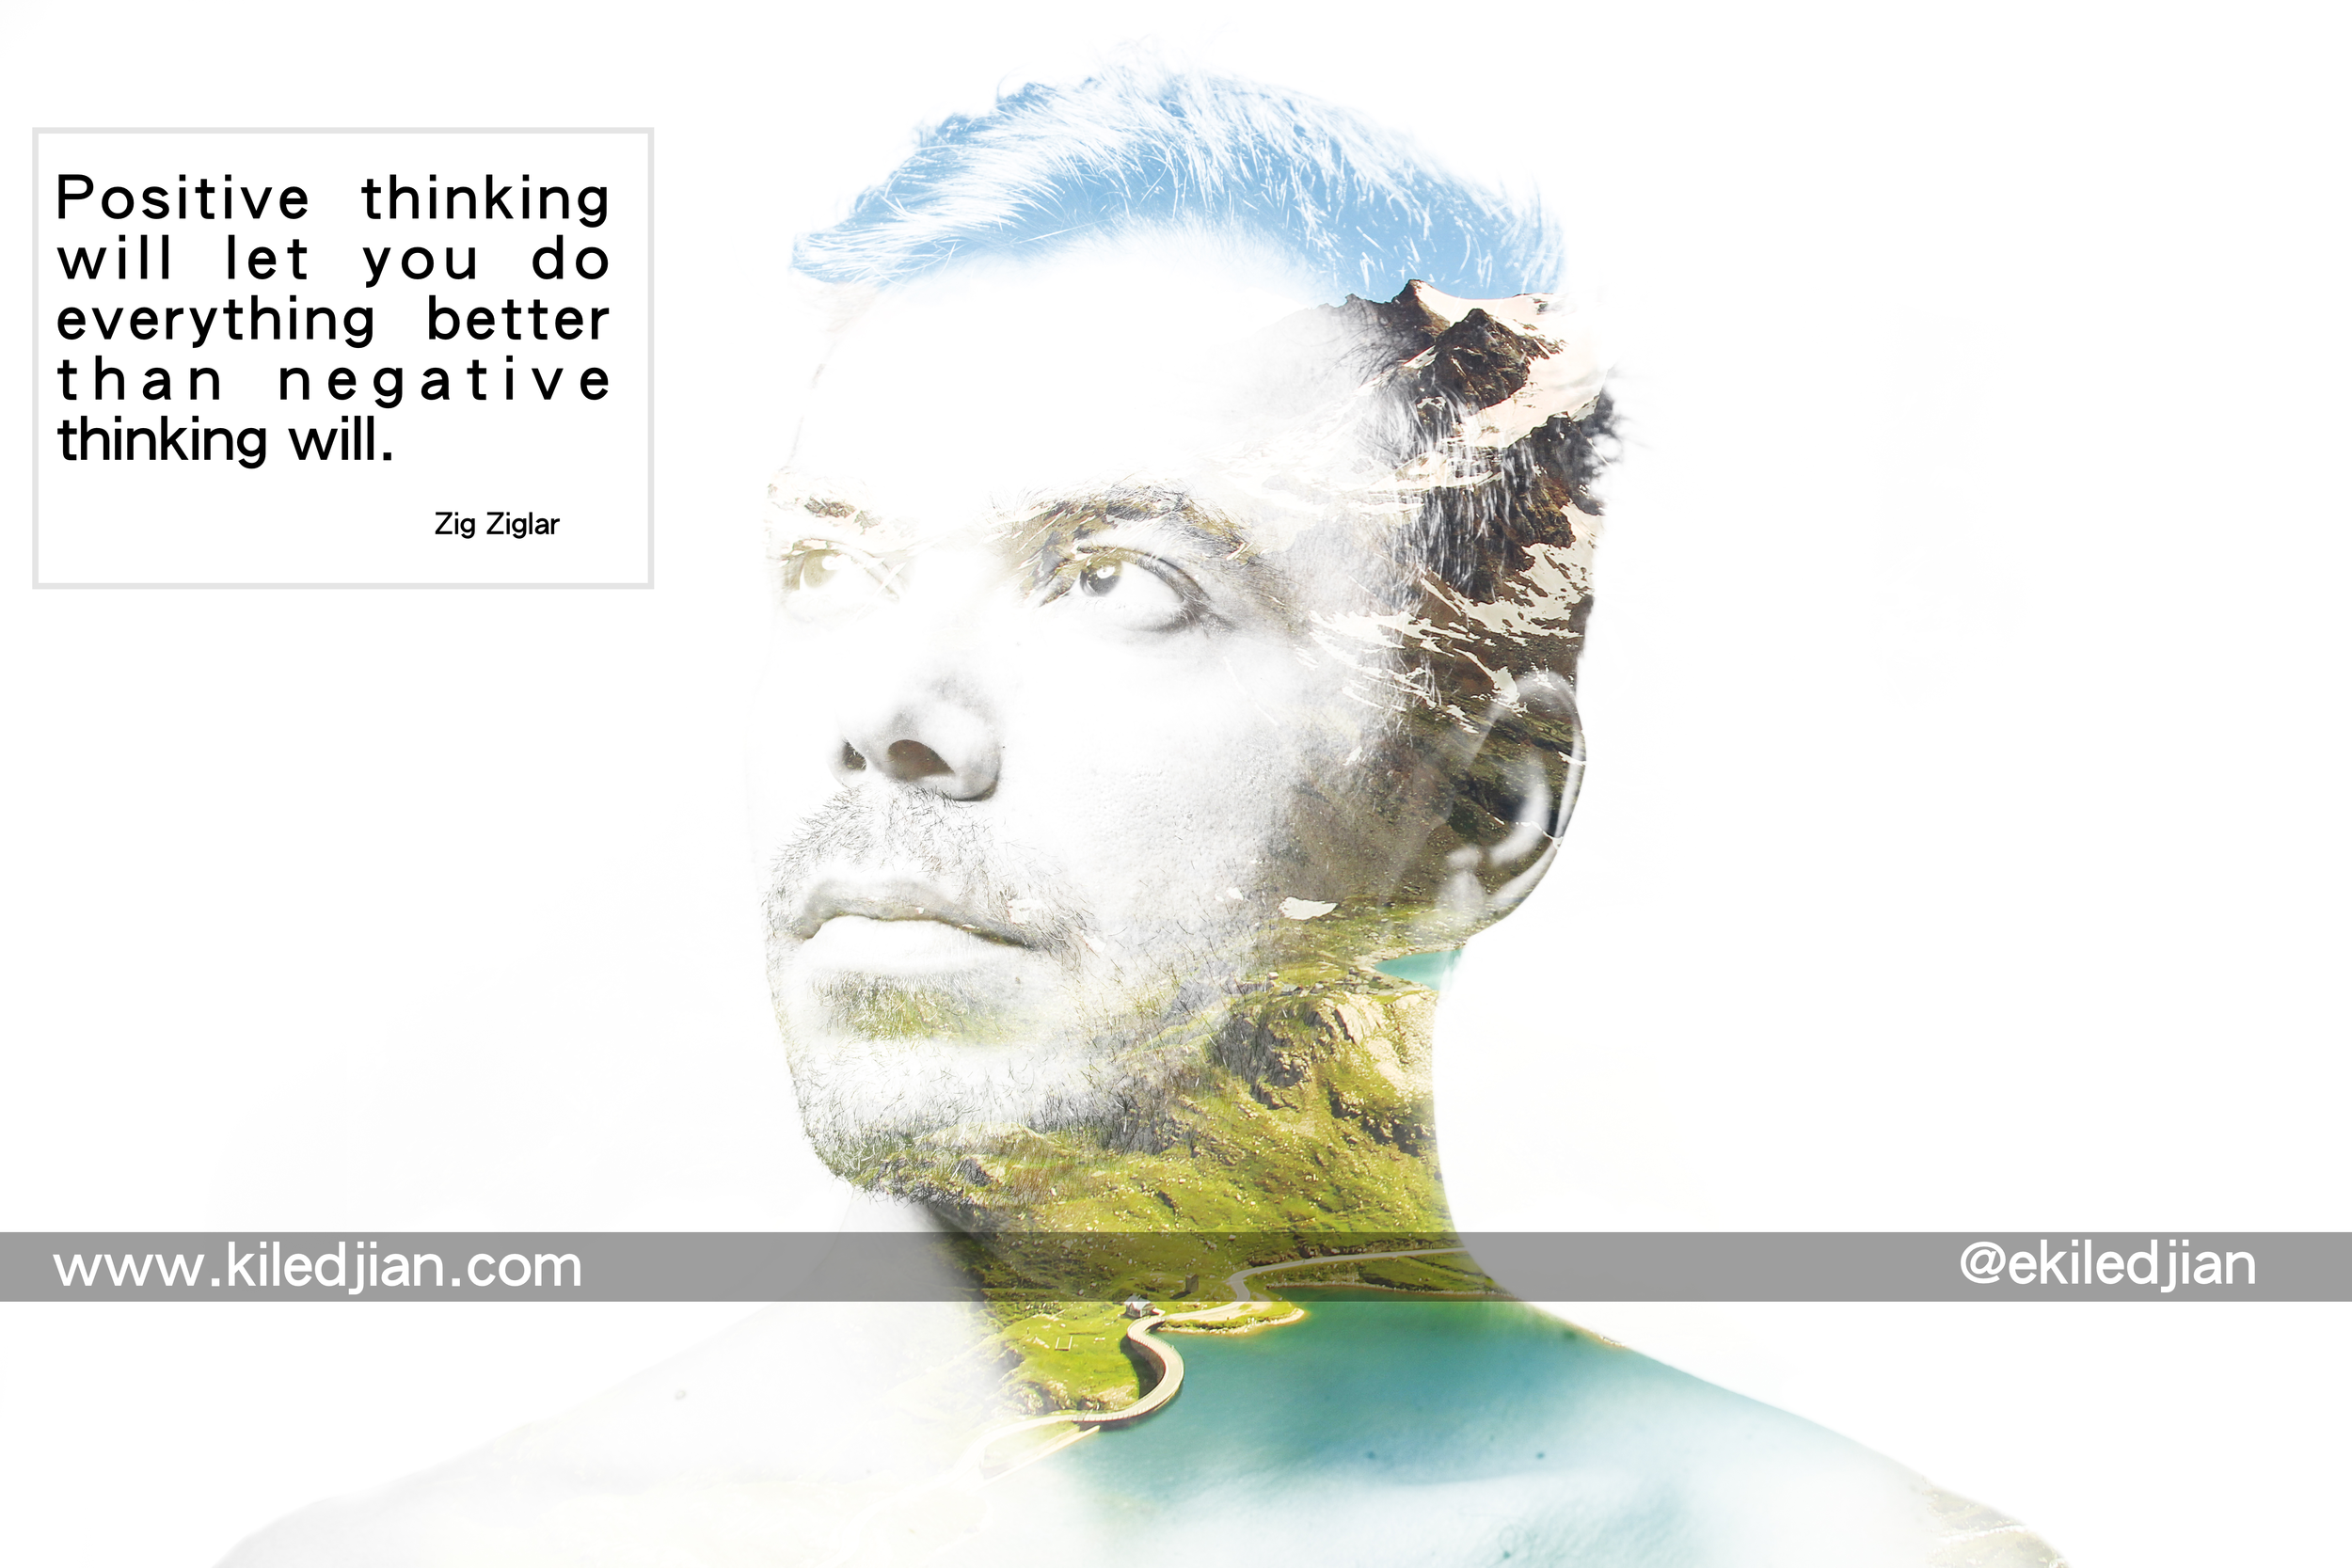 Positive thinking
will let you do
everything better
than negative
thinking will.
Zig Ziglar
www.kiledjian.com
@ekiledjian